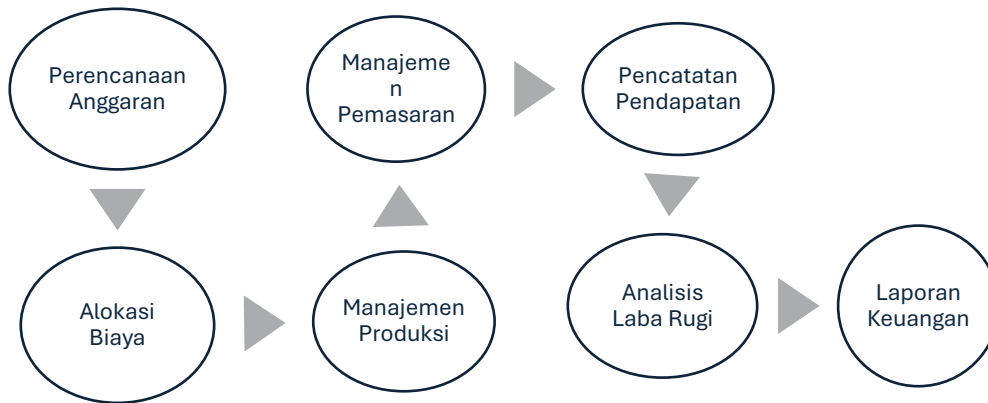 Perencanaan
Anggaran
Alokasi
Biaya
Manajemen
Produksi
Manajeme
n
Pemasaran
Pencatatan
Pendapatan
Analisis
Laba Rugi
Laporan
Keuangan